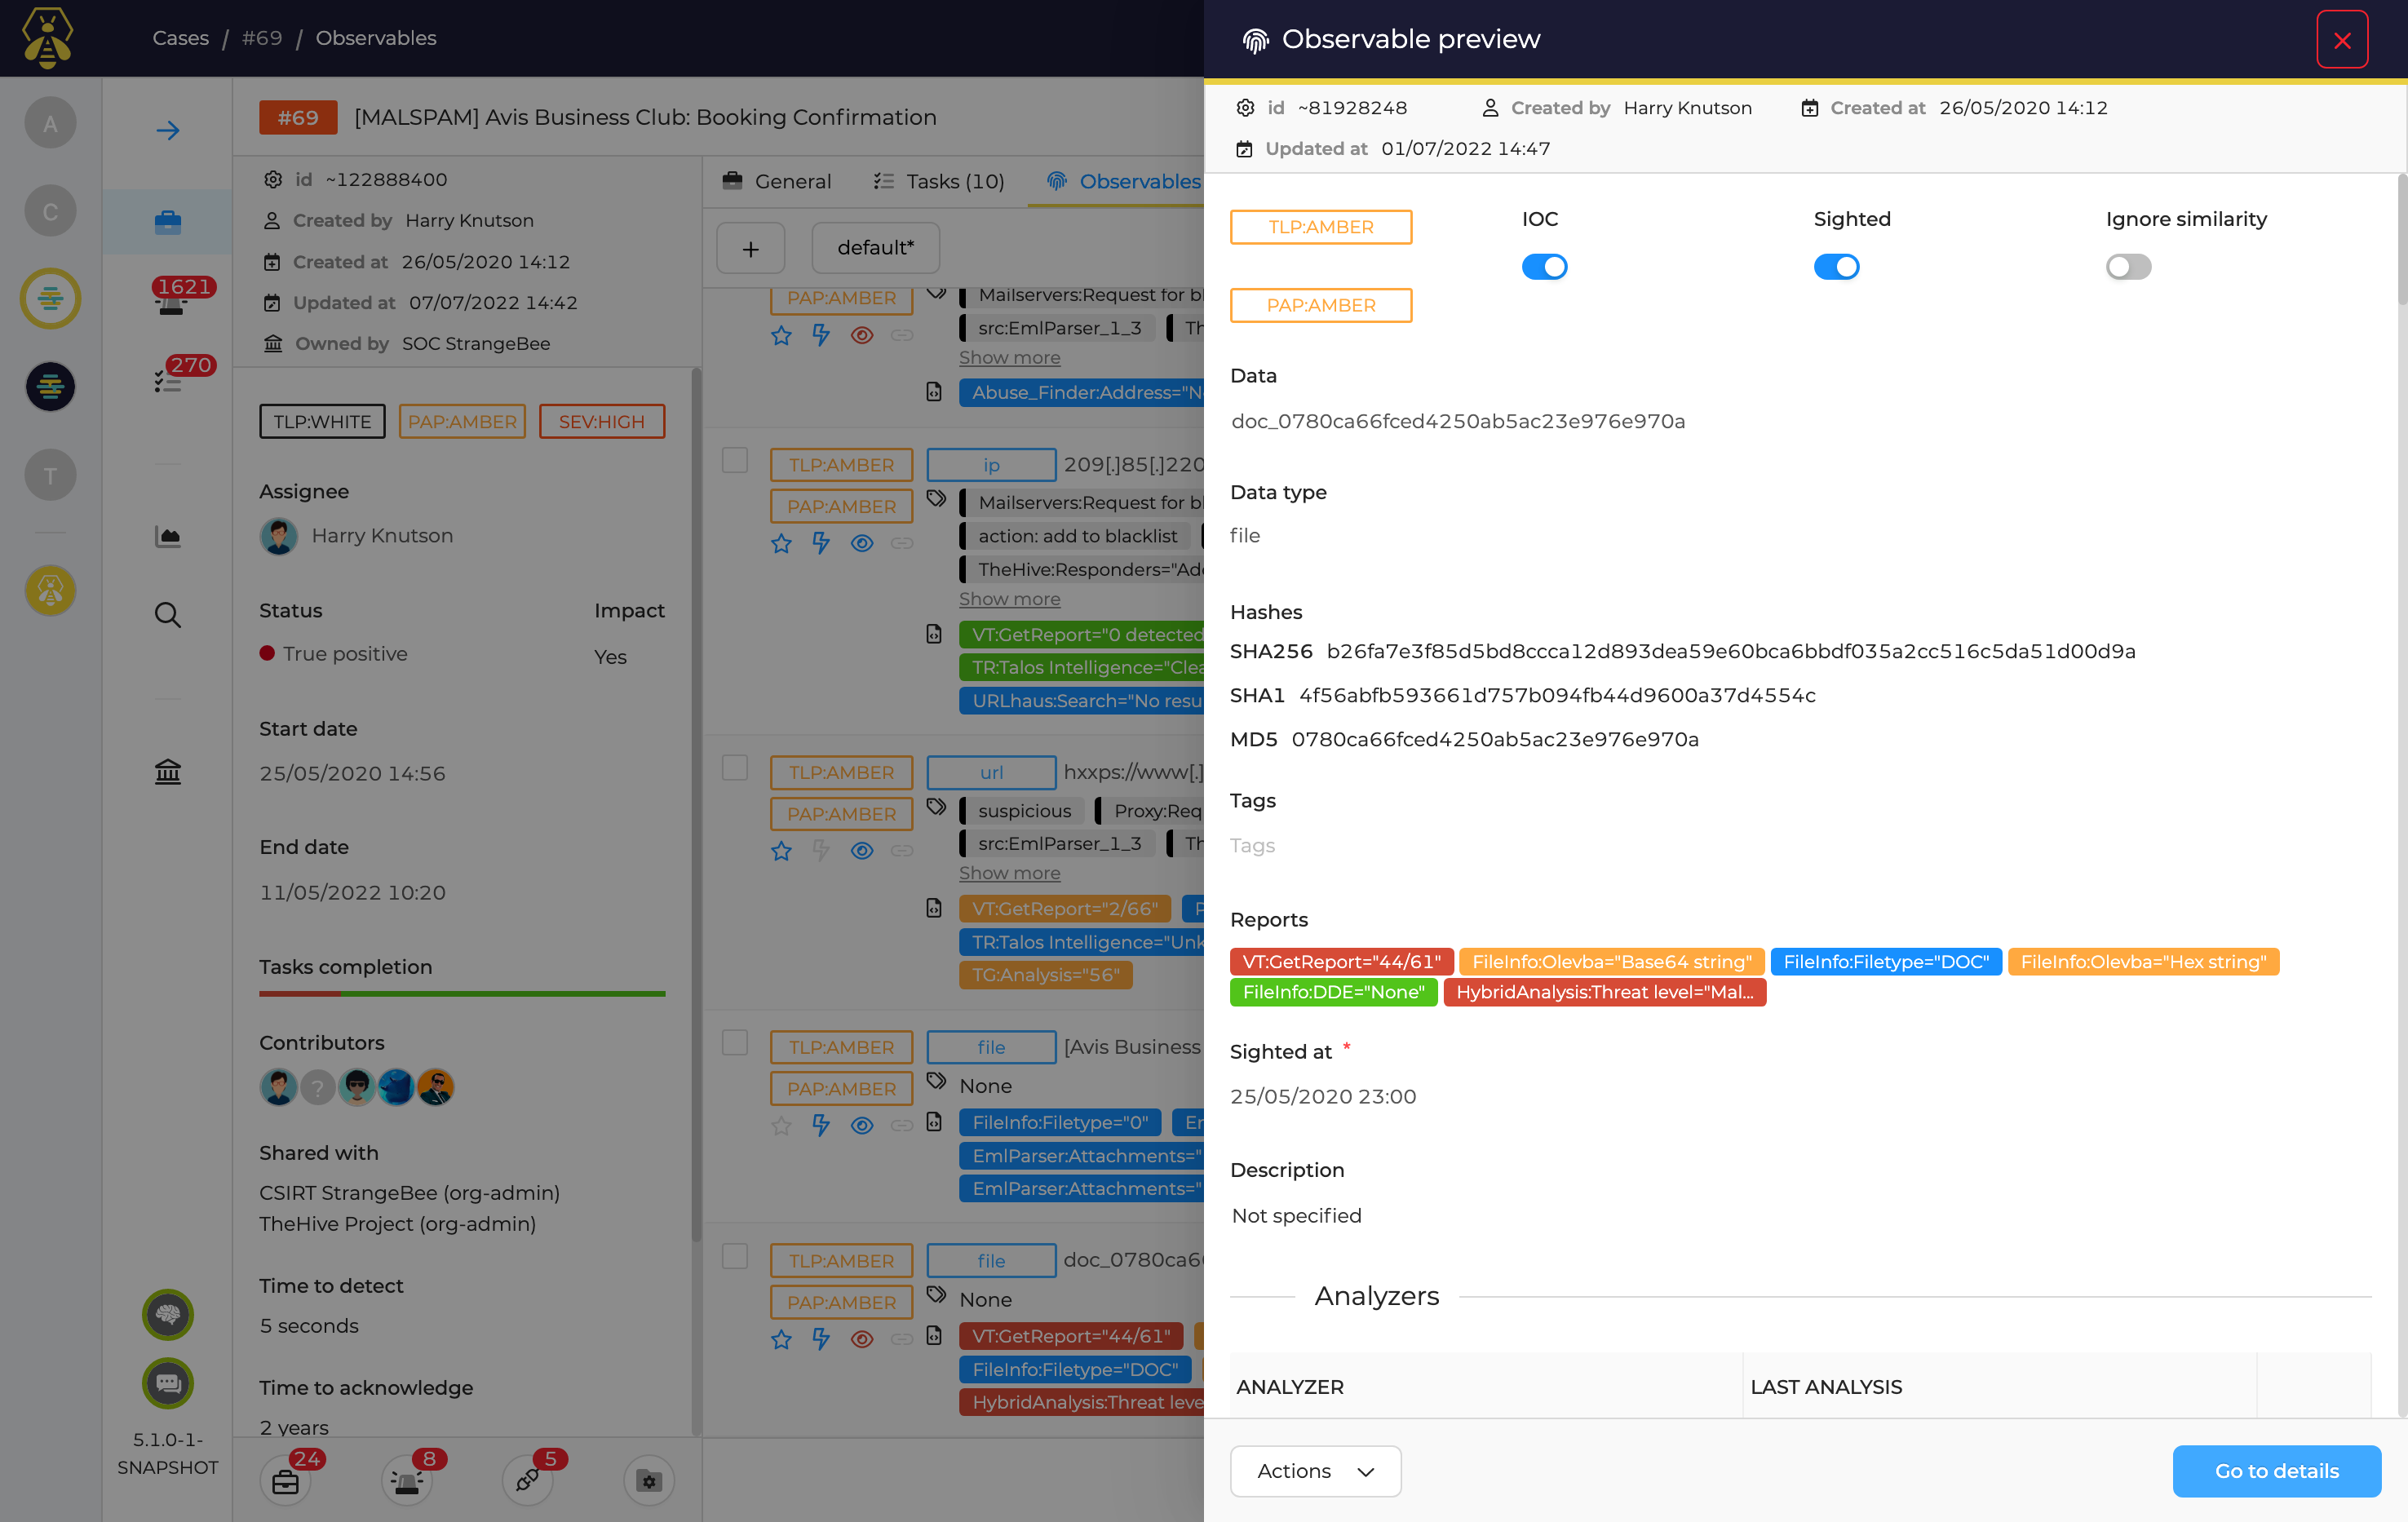 Cases / #69 / Observables
A
C
T
1621
270
5.1.0-1-
SNAPSHOT
#69 [MALSPAM] Avis Business Club: Booking Confirmation
id ~122888400
Created by Harry Knutson
Created at 26/05/2020 14:12
Updated at 07/07/2022 14:42
Owned by SOC StrangeBee
TLP:WHITE PAP:AMBER SEV:HIGH
Assignee
Harry Knutson
Status Impact
True positive Yes
Start date
25/05/2020 14:56
End date
11/05/2022 10:20
Tasks completion
Contributors
?
Shared with
CSIRT StrangeBee (org-admin)
TheHive Project (org-admin)
Time to detect
5 seconds
Time to acknowledge
2 years
24 8 5
General Tasks (10) Observables
+ default*
PAP:AMBER Mailservers:Request for bl
src:EmlParser_1_3 Th
Show more
Abuse_Finder:Address="N
TLP:AMBER ip 209[.]85[.]220
PAP:AMBER Mailservers:Request for bl
action: add to blacklist
TheHive:Responders="Ad
Show more
VT:GetReport="0 detected
TR:Talos Intelligence="Clea
URLhaus:Search="No resu
TLP:AMBER url hxxps://www[.]
PAP:AMBER suspicious Proxy:Req
src:EmlParser_1_3 Th
Show more
VT:GetReport="2/66"
TR:Talos Intelligence="Unk
TG:Analysis="56"
TLP:AMBER file [Avis Business
PAP:AMBER None
FileInfo:Filetype="0" Er
EmlParser:Attachments="
EmlParser:Attachments="
TLP:AMBER file doc_0780ca6
PAP:AMBER None
VT:GetReport="44/61"
FileInfo:Filetype="DOC"
HybridAnalysis:Threat leve
Observable preview
id ~81928248 Created by Harry Knutson Created at 26/05/2020 14:12
Updated at 01/07/2022 14:47
TLP:AMBER IOC Sighted Ignore similarity
PAP:AMBER
Data
doc_0780ca66fced4250ab5ac23e976e970a
Data type
file
Hashes
SHA256 b26fa7e3f85d5bd8ccca12d893dea59e60bca6bbdf035a2cc516c5da51d00d9a
SHA1 4f56abfb593661d757b094fb44d9600a37d4554c
MD5 0780ca66fced4250ab5ac23e976e970a
Tags
Tags
Reports
VT:GetReport="44/61" FileInfo:Olevba="Base64 string" FileInfo:Filetype="DOC" FileInfo:Olevba="Hex string"
FileInfo:DDE="None" HybridAnalysis:Threat level="Mal...
Sighted at *
25/05/2020 23:00
Description
Not specified
Analyzers
ANALYZER LAST ANALYSIS
Actions Go to details